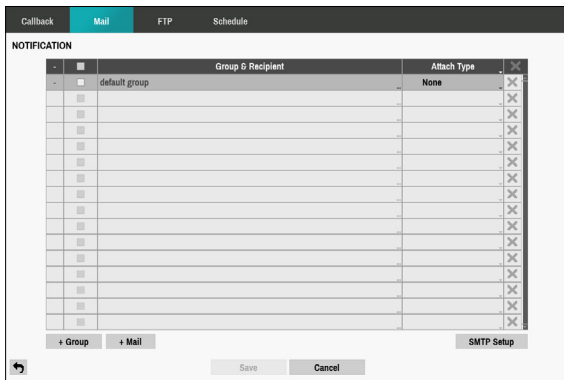 Callback Mail FTP Schedule
NOTIFICATION
- Group & Recipient Attach Type
- default group None
+ Group + Mail SMTP Setup
Save Cancel